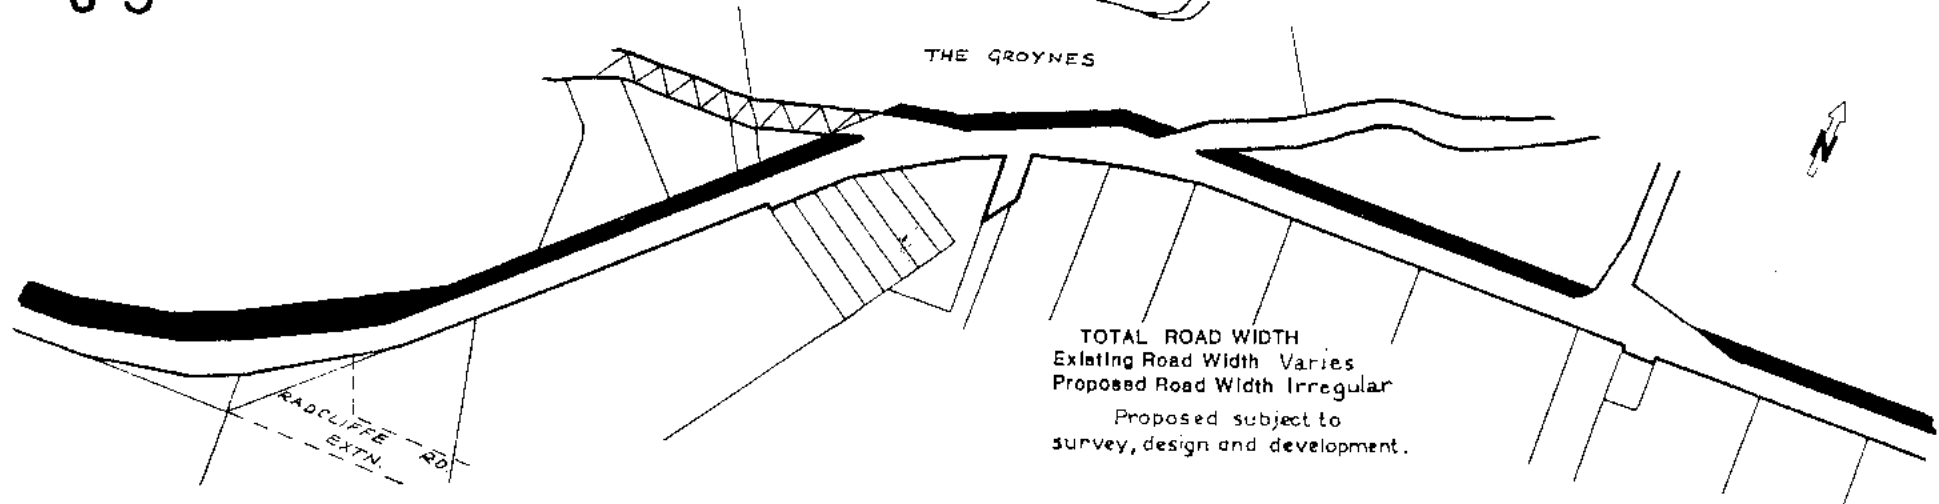 THE GROYNES
N
TOTAL ROAD WIDTH
Existing Road Width Varies
Proposed Road Width Irregular
Proposed subject to
survey, design and development.
RADCLIFFE RD.
EXTN.